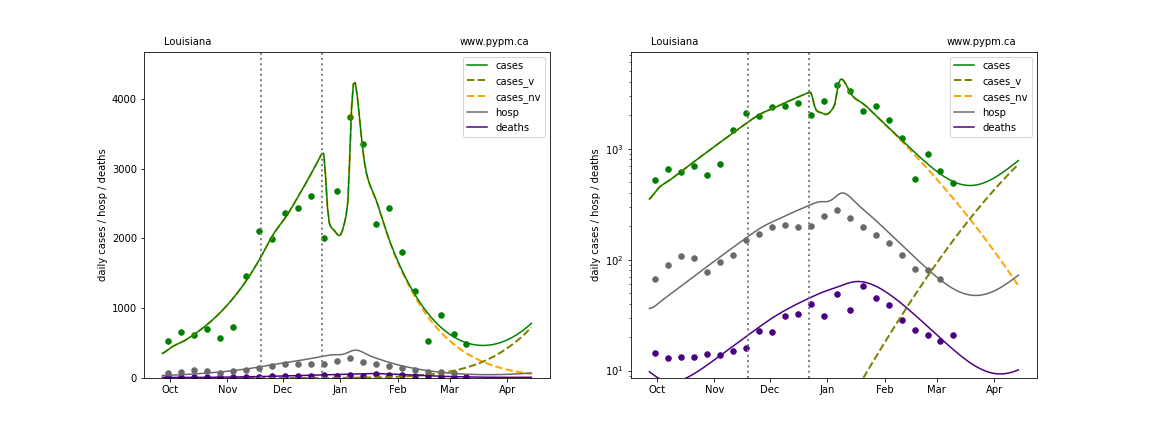 Louisiana www.pypm.ca
daily cases / hosp / deaths
4000
3000
2000
1000
0
Oct Nov Dec Jan Feb Mar Apr
cases
cases_v
cases_nv
hosp
deaths
Louisiana www.pypm.ca
daily cases / hosp / deaths
10³
10²
10¹
Oct Nov Dec Jan Feb Mar Apr
cases
cases_v
cases_nv
hosp
deaths